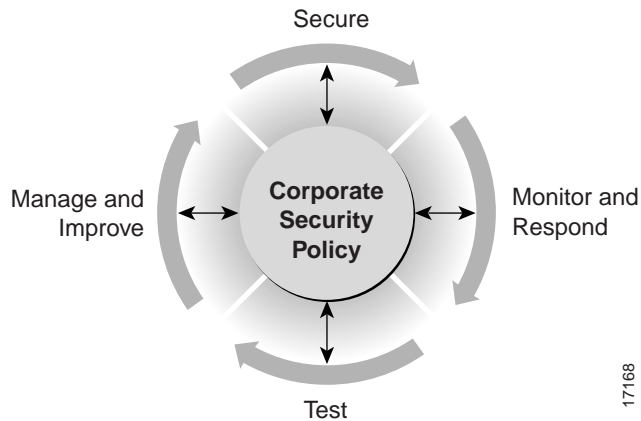 Secure
Manage and
Improve
Corporate
Security
Policy
Monitor and
Respond
Test
17168